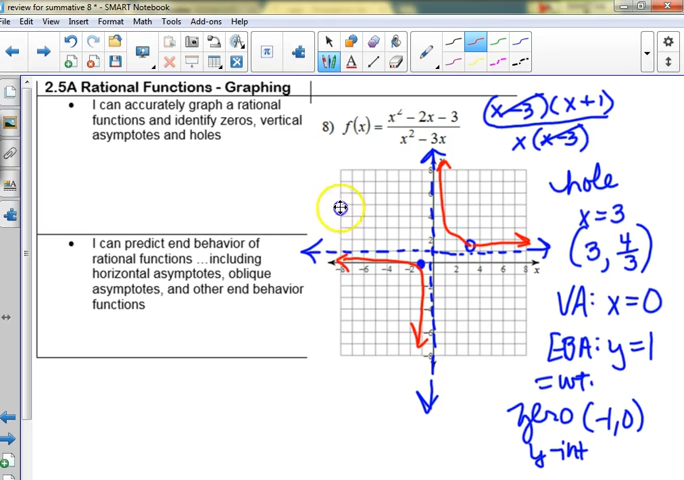 review for summative 8 * - SMART Notebook
File Edit View Insert Format Math Tools Add-ons Help
2.5A Rational Functions - Graphing
• I can accurately graph a rational functions and identify zeros, vertical asymptotes and holes
8) f(x) = (x² - 2x - 3)/(x² - 3x)
(x-3)(x+1)
x(x-3)
hole
x=3
(3, 4/3)
VA: x=0
EBA: y=1
= wt.
zero (-1,0)
y-int
• I can predict end behavior of
rational functions …including
horizontal asymptotes, oblique
asymptotes, and other end behavior
functions
-8 -6 -4 -2 2 4 6 8 x